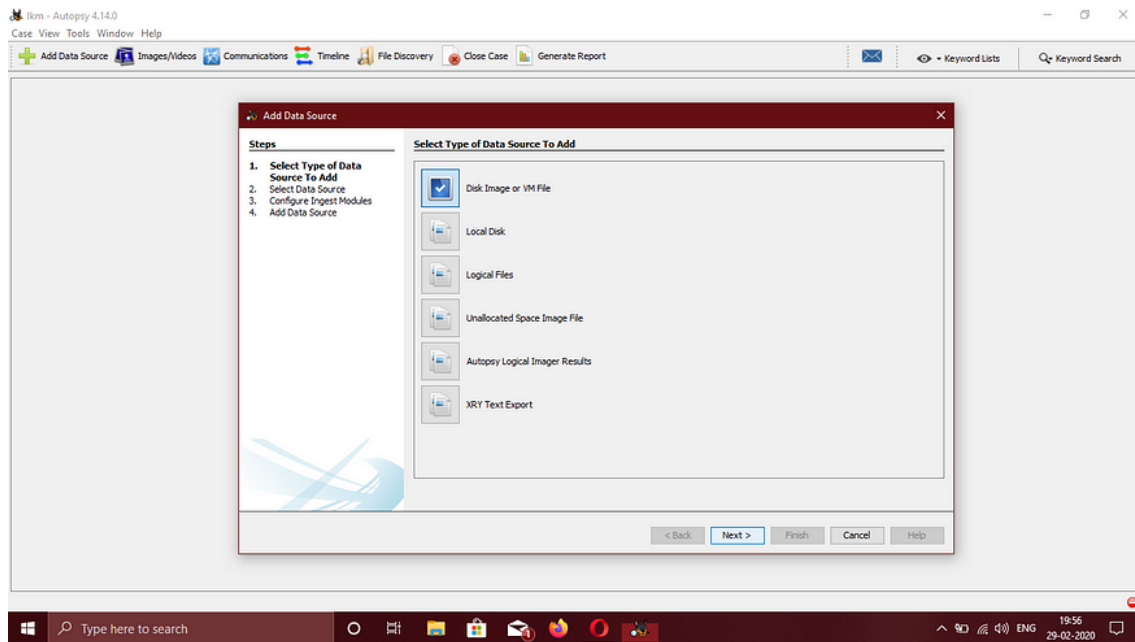 lkm - Autopsy 4.14.0
Case View Tools Window Help
Add Data Source Images/Videos Communications Timeline File Discovery Close Case Generate Report Keyword Lists Keyword Search
Add Data Source
Steps
1. Select Type of Data
Source To Add
2. Select Data Source
3. Configure Ingest Modules
4. Add Data Source
Select Type of Data Source To Add
Disk Image or VM File
Local Disk
Logical Files
Unallocated Space Image File
Autopsy Logical Imager Results
XRY Text Export
< Back Next > Finish Cancel Help
Type here to search
1
ENG
19:56
29-02-2020